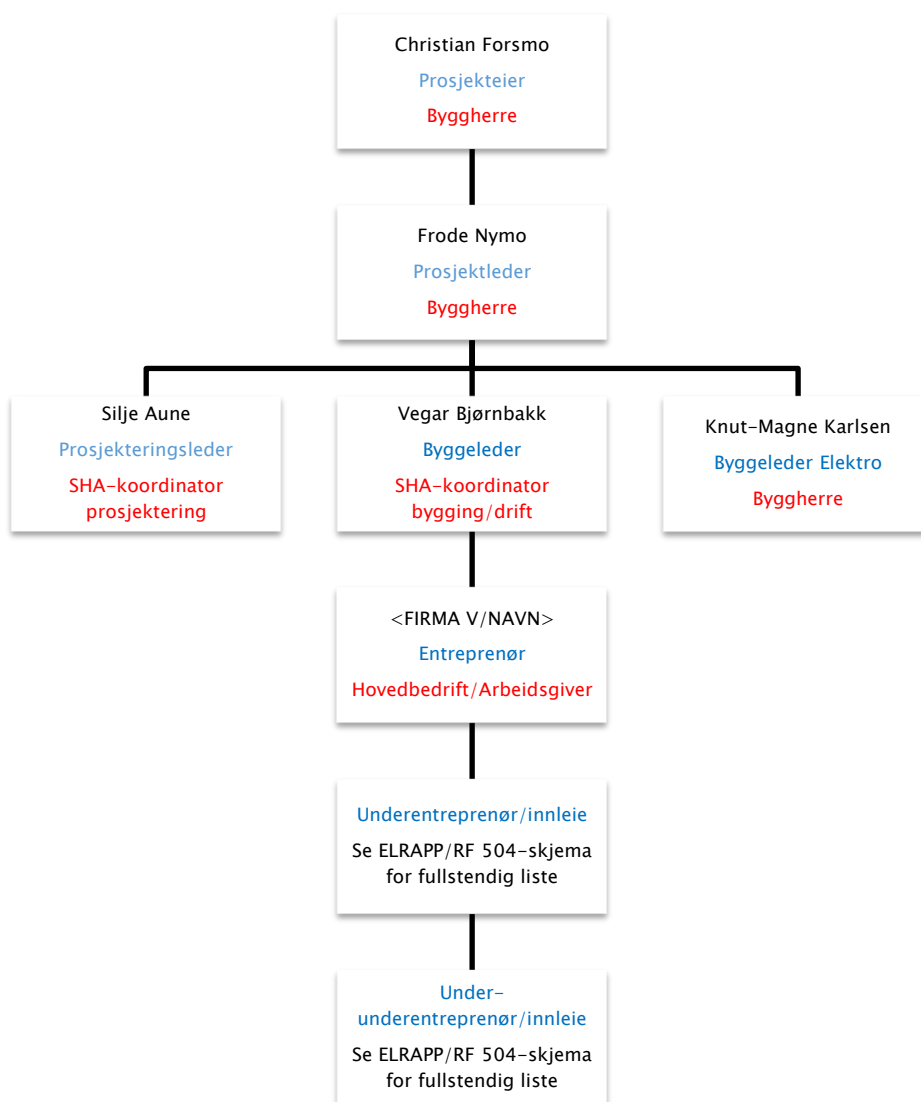 Christian Forsmo
Prosjekteier
Byggherre
Frode Nymo
Prosjektleder
Byggherre
Silje Aune
Prosjekteringsleder
SHA-koordinator
prosjektering
Vegar Bjørnbakk
Byggeleder
SHA-koordinator
bygging/drift
Knut-Magne Karlsen
Byggeleder Elektro
Byggherre
<FIRMA V/NAVN>
Entreprenør
Hovedbedrift/Arbeidsgiver
Underentreprenør/innleie
Se ELRAPP/RF 504-skjema
for fullstendig liste
Under-
underentreprenør/innleie
Se ELRAPP/RF 504-skjema
for fullstendig liste